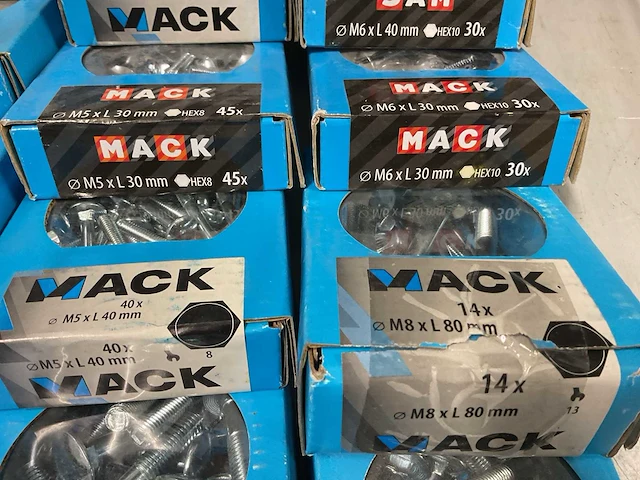 MACK
Ø M6 x L 40 mm HEX10 30x
MACK
Ø M5 x L 30 mm HEX8 45x
MACK
Ø M5 x L 30 mm HEX8 45x
MACK
Ø M6 x L 30 mm HEX10 30x
MACK
Ø M6 x L 30 mm HEX10 30x
MACK
40 x
Ø M5 x L 40 mm
40 x
Ø M5 x L 40 mm
8
MACK
30x
MACK
14 x
Ø M8 x L 80 mm
14 x
Ø M8 x L 80 mm
13
MACK